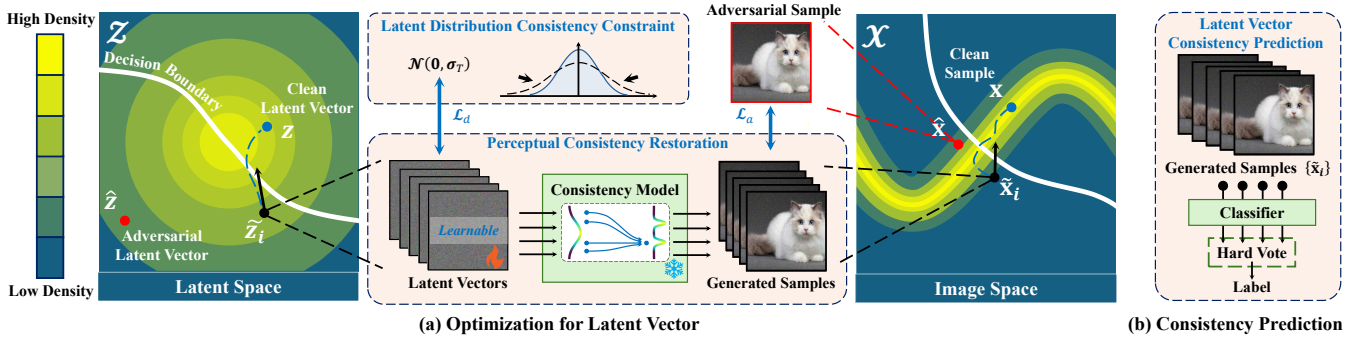 High Density
Low Density
𝒵
Decision Boundary
Clean
Latent Vector
z
ẑ
Adversarial
Latent Vector
z̃ᵢ
Latent Space
Latent Distribution Consistency Constraint
𝒩(0, σ_T)
ℒ_d
ℒ_a
Perceptual Consistency Restoration
Learnable
Latent Vectors
Consistency Model
Generated Samples
Adversarial Sample
𝒳
Clean
Sample
x
x̂
x̃ᵢ
Image Space
(a) Optimization for Latent Vector
Latent Vector
Consistency Prediction
Generated Samples {x̃ᵢ}
Classifier
Hard Vote
Label
(b) Consistency Prediction